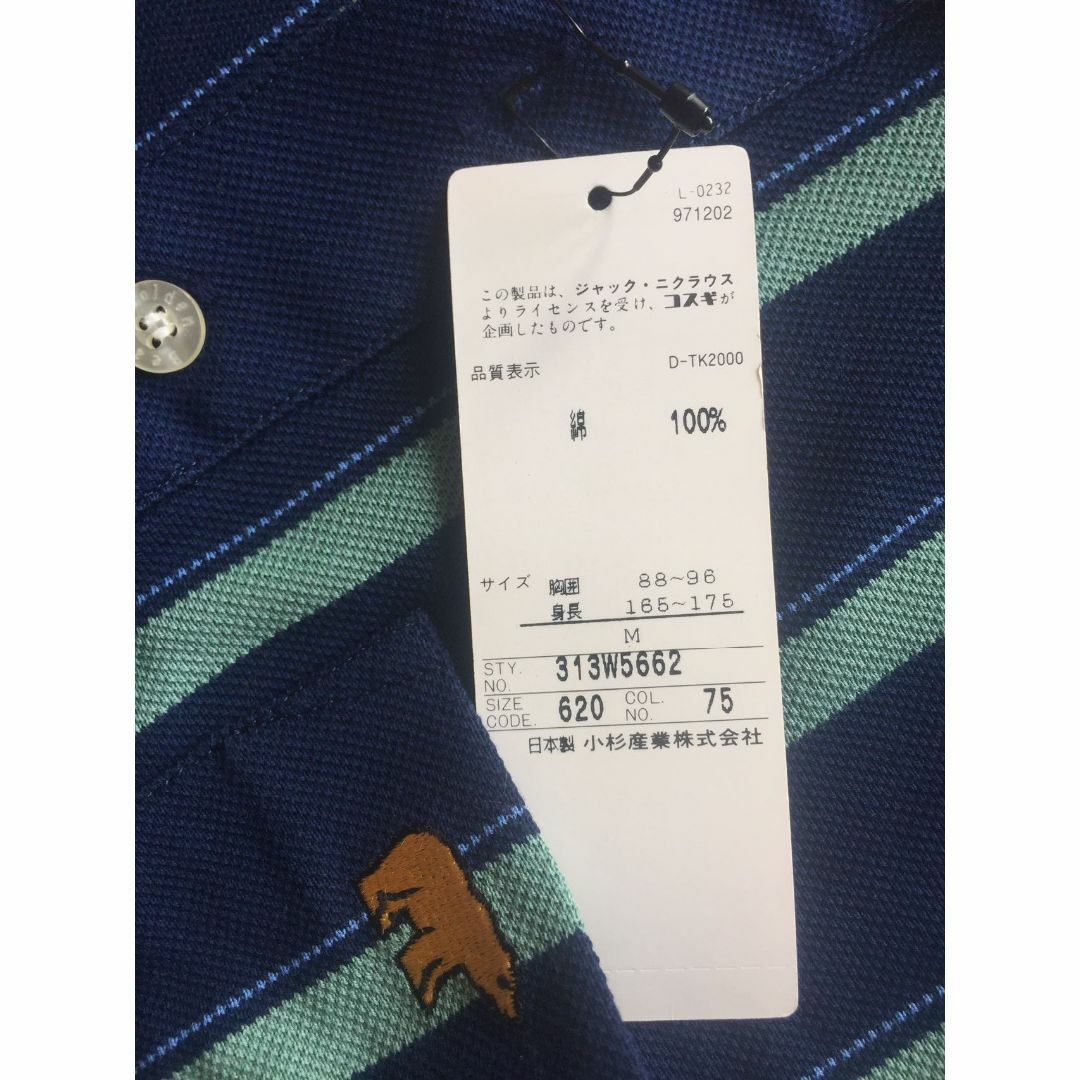 L-0232
971202
この製品は、ジャック・ニクラウス
よりライセンスを受け、コスギが
企画したものです。
品質表示 D-TK2000
綿 100%
サイズ 胸囲 88~96
身長 165~175
M
STY. NO. 313W5662
SIZE CODE. 620 COL. NO. 75
日本製 小杉産業株式会社
olden